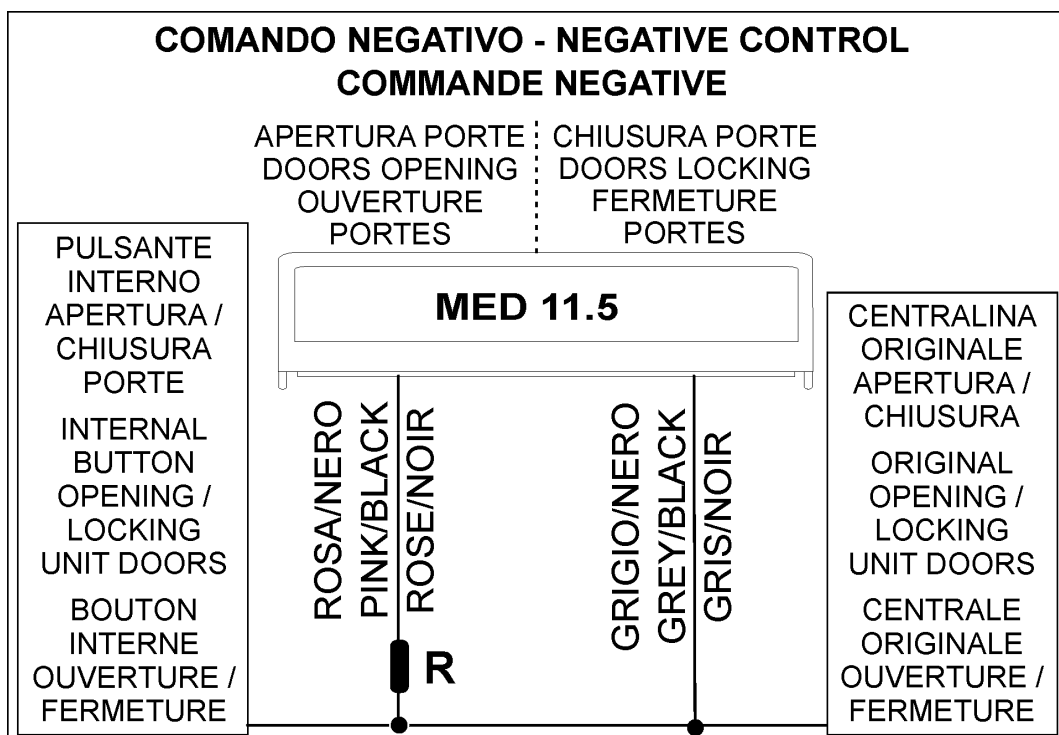 COMANDO NEGATIVO - NEGATIVE CONTROL
COMMANDE NEGATIVE
APERTURA PORTE
DOORS OPENING
OUVERTURE
PORTES
CHIUSURA PORTE
DOORS LOCKING
FERMETURE
PORTES
PULSANTE
INTERNO
APERTURA /
CHIUSURA
PORTE
INTERNAL
BUTTON
OPENING /
LOCKING
UNIT DOORS
BOUTON
INTERNE
OUVERTURE /
FERMETURE
MED 11.5
ROSA/NERO
PINK/BLACK
ROSE/NOIR
R
GRIGIO/NERO
GREY/BLACK
GRIS/NOIR
CENTRALINA
ORIGINALE
APERTURA /
CHIUSURA
ORIGINAL
OPENING /
LOCKING
UNIT DOORS
CENTRALE
ORIGINALE
OUVERTURE /
FERMETURE